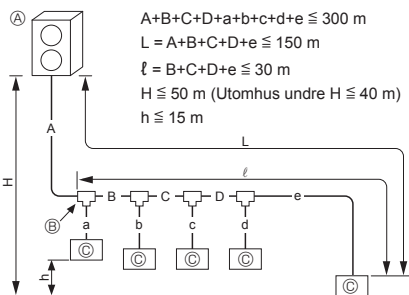 Ⓐ
A+B+C+D+a+b+c+d+e ≦ 300 m
L = A+B+C+D+e ≦ 150 m
ℓ = B+C+D+e ≦ 30 m
H ≦ 50 m (Utomhus undre H ≦ 40 m)
h ≦ 15 m
A
L
H
ℓ
B C D e
Ⓑ a b c d
Ⓒ Ⓒ Ⓒ Ⓒ
h
Ⓒ